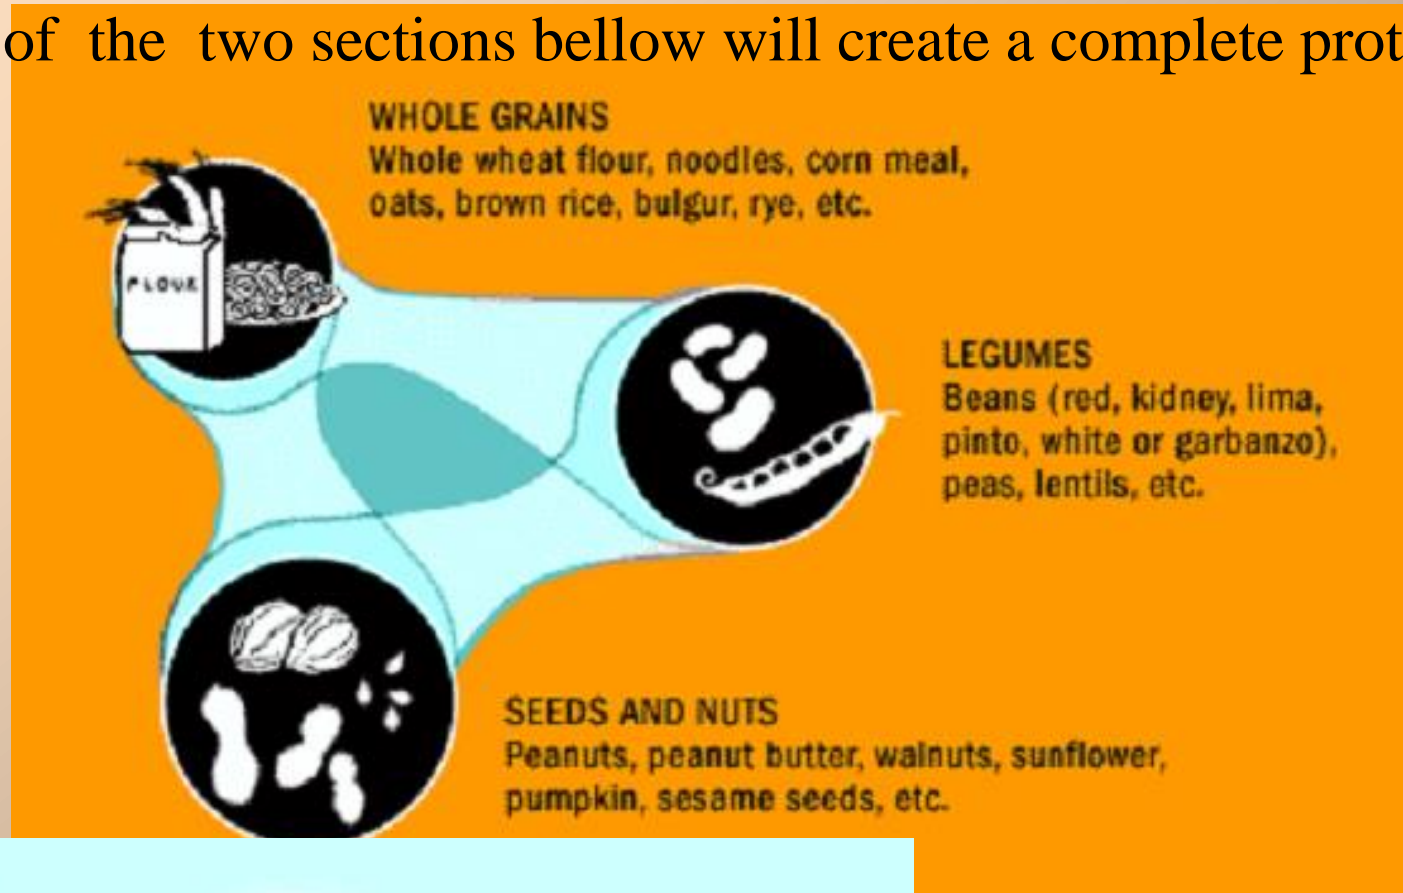 of the two sections bellow will create a complete prot
WHOLE GRAINS
Whole wheat flour, noodles, corn meal,
oats, brown rice, bulgur, rye, etc.
FLOUR
LEGUMES
Beans (red, kidney, lima,
pinto, white or garbanzo),
peas, lentils, etc.
SEEDS AND NUTS
Peanuts, peanut butter, walnuts, sunflower,
pumpkin, sesame seeds, etc.